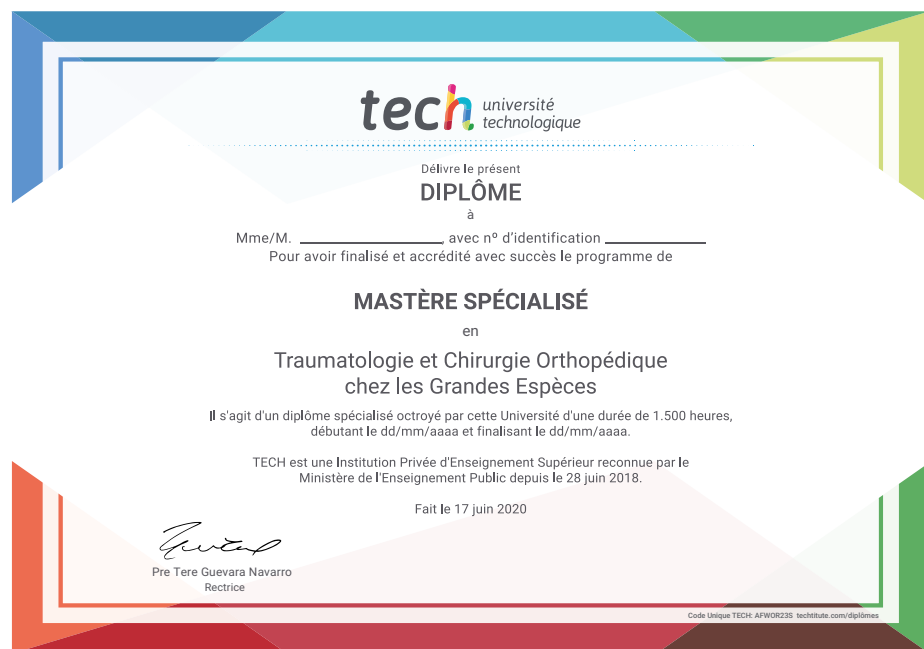 tech université
technologique
Délivre le présent
DIPLÔME
à
Mme/M. ____________________, avec nº d'identification ______________
Pour avoir finalisé et accrédité avec succès le programme de
MASTÈRE SPÉCIALISÉ
en
Traumatologie et Chirurgie Orthopédique
chez les Grandes Espèces
Il s'agit d'un diplôme spécialisé octroyé par cette Université d'une durée de 1.500 heures,
débutant le dd/mm/aaaa et finalisant le dd/mm/aaaa.
TECH est une Institution Privée d'Enseignement Supérieur reconnue par le
Ministère de l'Enseignement Public depuis le 28 juin 2018.
Fait le 17 juin 2020
Pre Tere Guevara Navarro
Rectrice
Code Unique TECH: AFWOR23S techtitute.com/diplômes